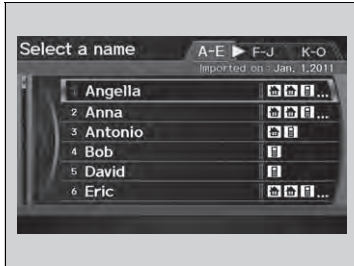 Select a name
A-E ▶ F-J K-O
Imported on : Jan. 1,2011
1 Angella ...
2 Anna ...
3 Antonio
4 Bob
5 David
6 Eric ...